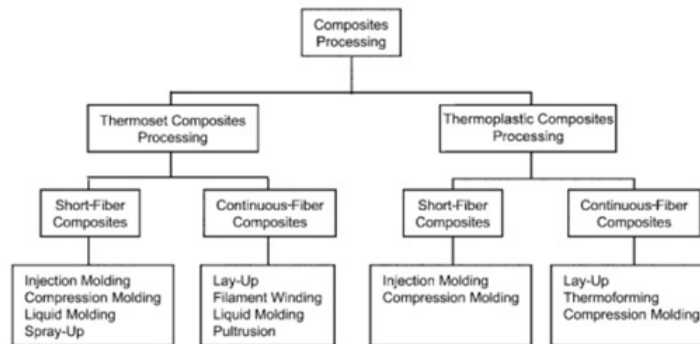 Composites
Processing
Thermoset Composites
Processing
Thermoplastic Composites
Processing
Short-Fiber
Composites
Continuous-Fiber
Composites
Short-Fiber
Composites
Continuous-Fiber
Composites
Injection Molding
Compression Molding
Liquid Molding
Spray-Up
Lay-Up
Filament Winding
Liquid Molding
Pultrusion
Injection Molding
Compression Molding
Lay-Up
Thermoforming
Compression Molding